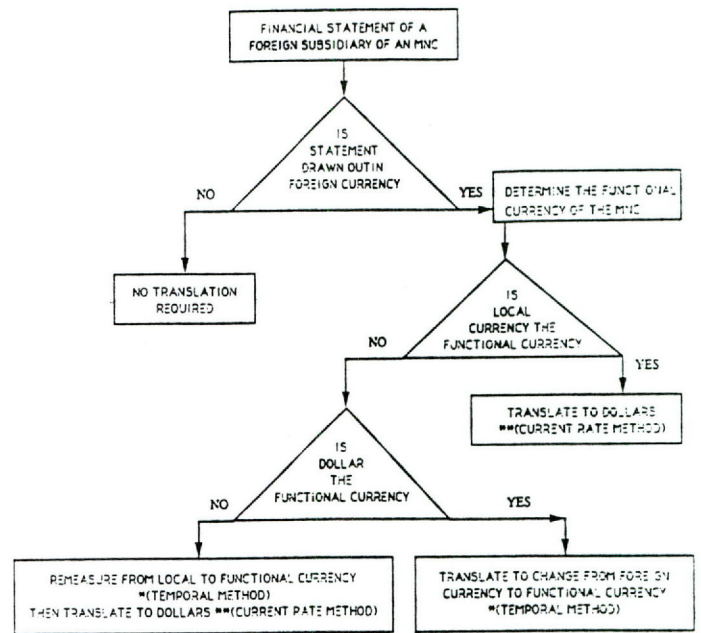 FINANCIAL STATEMENT OF A
FOREIGN SUBSIDIARY OF AN MNC
IS
STATEMENT
DRAWN OUTIN
FOREIGN CURRENCY
NO
YES
DETERMINE THE FUNCTIONAL
CURRENCY OF THE MNC
NO TRANSLATION
REQUIRED
IS
LOCAL
CURRENCY THE
FUNCTIONAL CURRENCY
NO
YES
TRANSLATE TO DOLLARS
**(CURRENT RATE METHOD)
IS
DOLLAR
THE
FUNCTIONAL CURRENCY
NO
YES
REMEASURE FROM LOCAL TO FUNCTIONAL CURRENCY
*(TEMPORAL METHOD)
THEN TRANSLATE TO DOLLARS **(CURRENT RATE METHOD)
TRANSLATE TO CHANGE FROM FOREIGN
CURRENCY TO FUNCTIONAL CURRENCY
*(TEMPORAL METHOD)